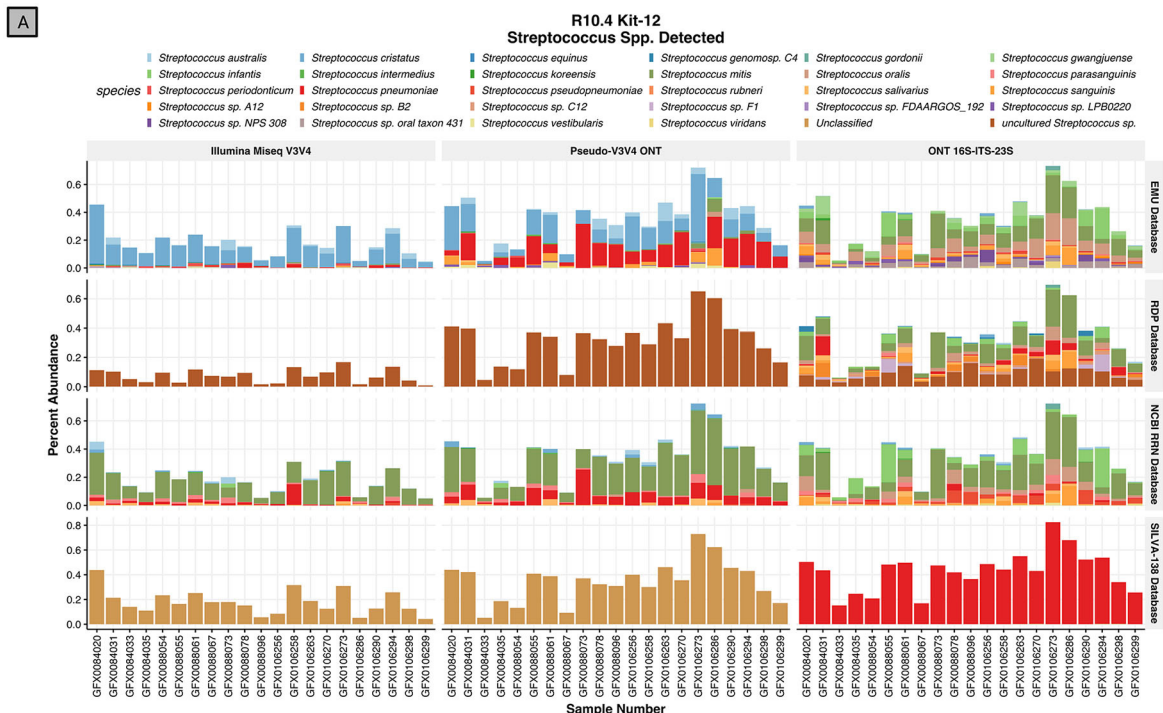 A
R10.4 Kit-12
Streptococcus Spp. Detected
species
Streptococcus australis Streptococcus cristatus Streptococcus equinus Streptococcus genomosp. C4 Streptococcus gordonii Streptococcus gwangjuense
Streptococcus infantis Streptococcus intermedius Streptococcus koreensis Streptococcus mitis Streptococcus oralis Streptococcus parasanguinis
Streptococcus periodonticum Streptococcus pneumoniae Streptococcus pseudopneumoniae Streptococcus rubneri Streptococcus salivarius Streptococcus sanguinis
Streptococcus sp. A12 Streptococcus sp. B2 Streptococcus sp. C12 Streptococcus sp. F1 Streptococcus sp. FDAARGOS_192 Streptococcus sp. LPB0220
Streptococcus sp. NPS 308 Streptococcus sp. oral taxon 431 Streptococcus vestibularis Streptococcus viridans Unclassified uncultured Streptococcus sp.
Illumina Miseq V3V4 Pseudo-V3V4 ONT ONT 16S-ITS-23S
Percent Abundance
0.6
0.4
0.2
0.0
EMU Database
0.6
0.4
0.2
0.0
RDP Database
0.6
0.4
0.2
0.0
NCBI RRN Database
0.8
0.6
0.4
0.2
0.0
SILVA-138 Database
GFX0084020 GFX0084031 GFX0084033 GFX0084035 GFX0088054 GFX0088055 GFX0088061 GFX0088067 GFX0088073 GFX0088078 GFX0088096 GFX0106256 GFX0106258 GFX0106263 GFX0106270 GFX0106273 GFX0106286 GFX0106290 GFX0106294 GFX0106298 GFX0106299
GFX0084020 GFX0084031 GFX0084033 GFX0084035 GFX0088054 GFX0088055 GFX0088061 GFX0088067 GFX0088073 GFX0088078 GFX0088096 GFX0106256 GFX0106258 GFX0106263 GFX0106270 GFX0106273 GFX0106286 GFX0106290 GFX0106294 GFX0106298 GFX0106299
GFX0084020 GFX0084031 GFX0084033 GFX0084035 GFX0088054 GFX0088055 GFX0088061 GFX0088067 GFX0088073 GFX0088078 GFX0088096 GFX0106256 GFX0106258 GFX0106263 GFX0106270 GFX0106273 GFX0106286 GFX0106290 GFX0106294 GFX0106298 GFX0106299
Sample Number